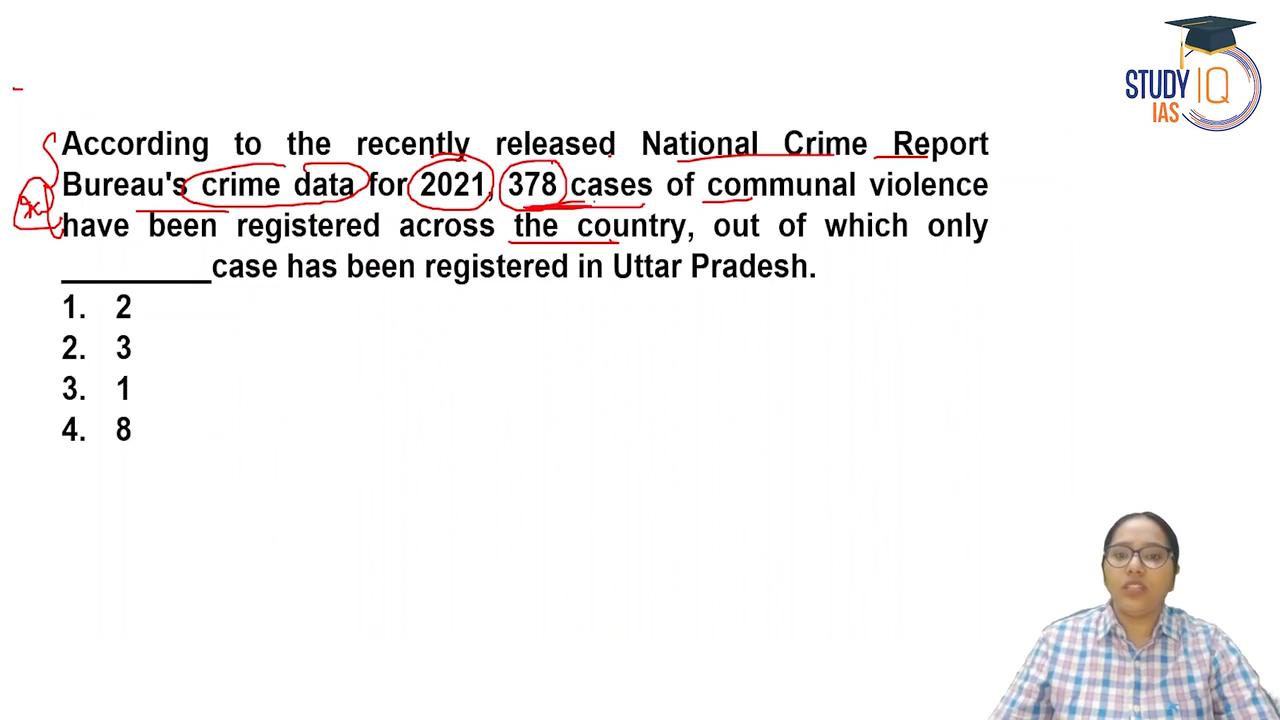 STUDY IQ
IAS
According to the recently released National Crime Report
Bureau's crime data for 2021, 378 cases of communal violence
have been registered across the country, out of which only
_________ case has been registered in Uttar Pradesh.
1. 2
2. 3
3. 1
4. 8